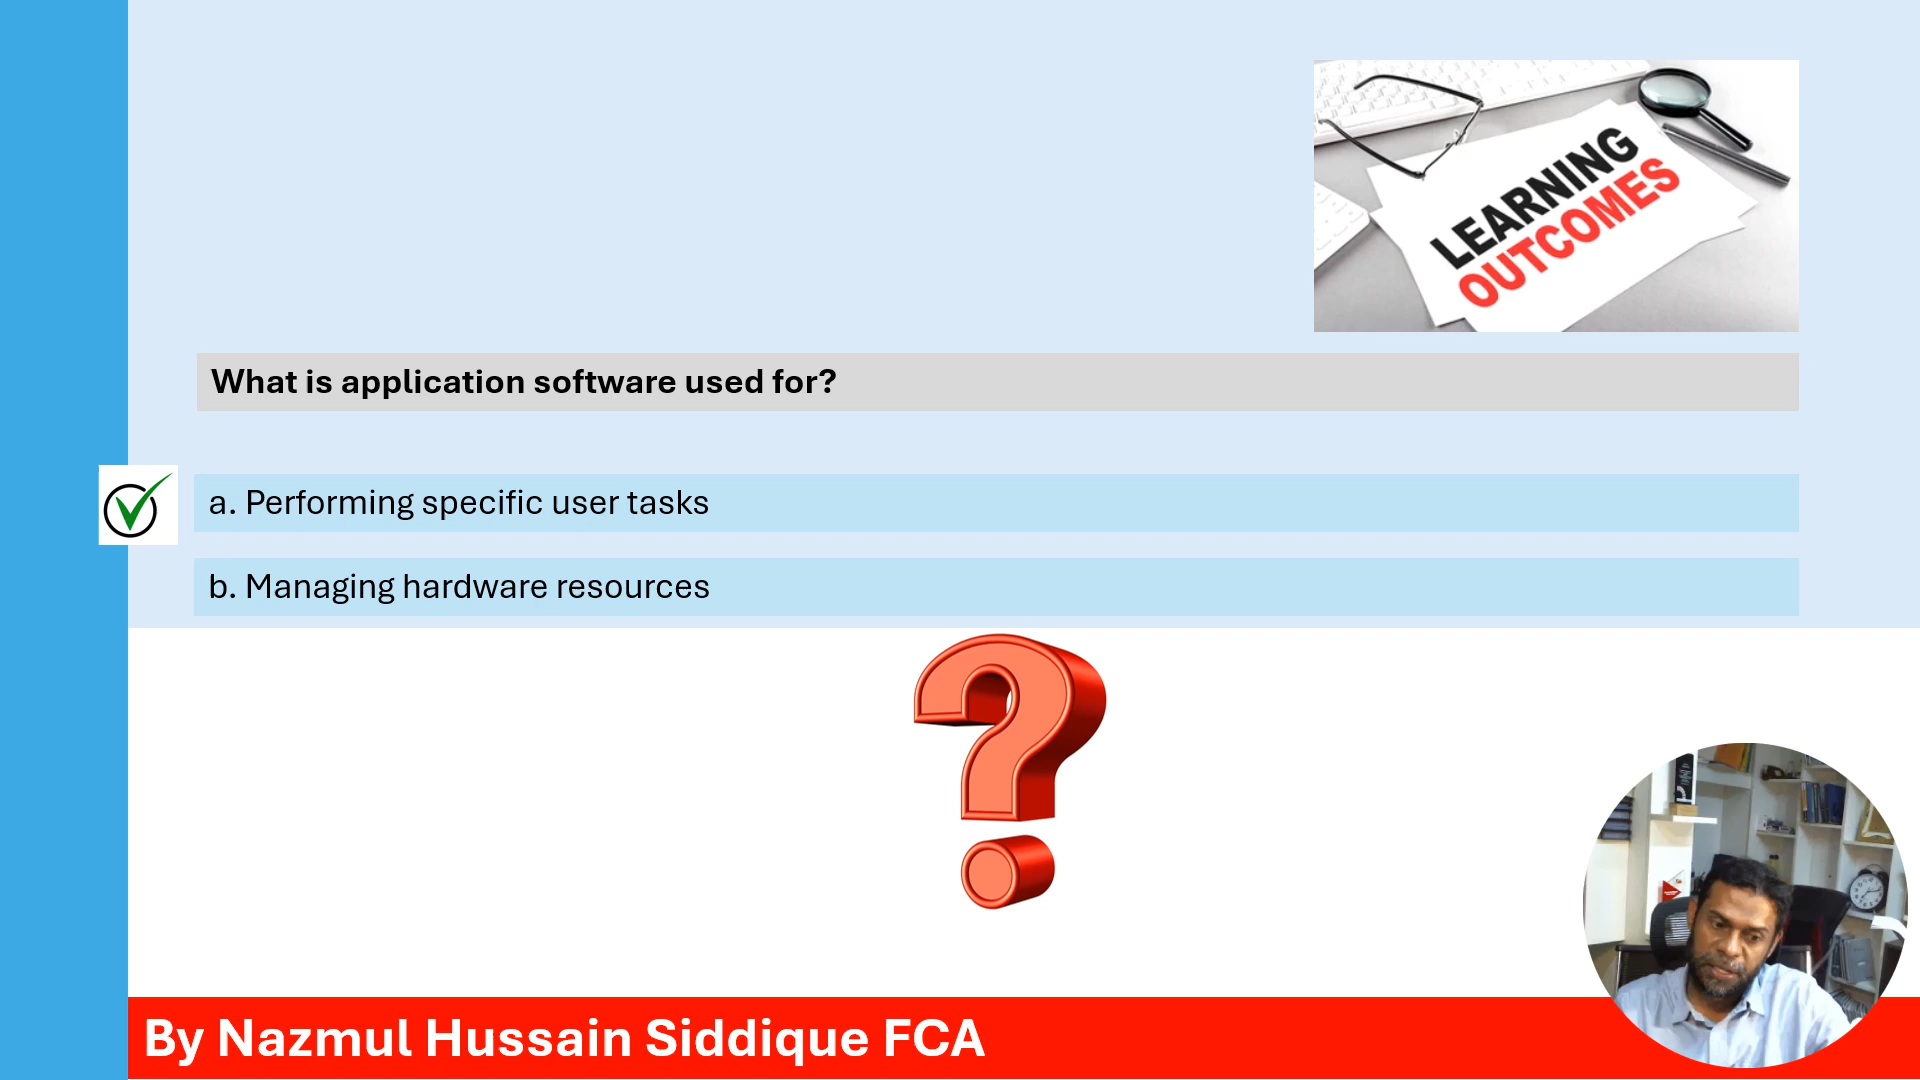 LEARNING
OUTCOMES
What is application software used for?
a. Performing specific user tasks
b. Managing hardware resources
By Nazmul Hussain Siddique FCA